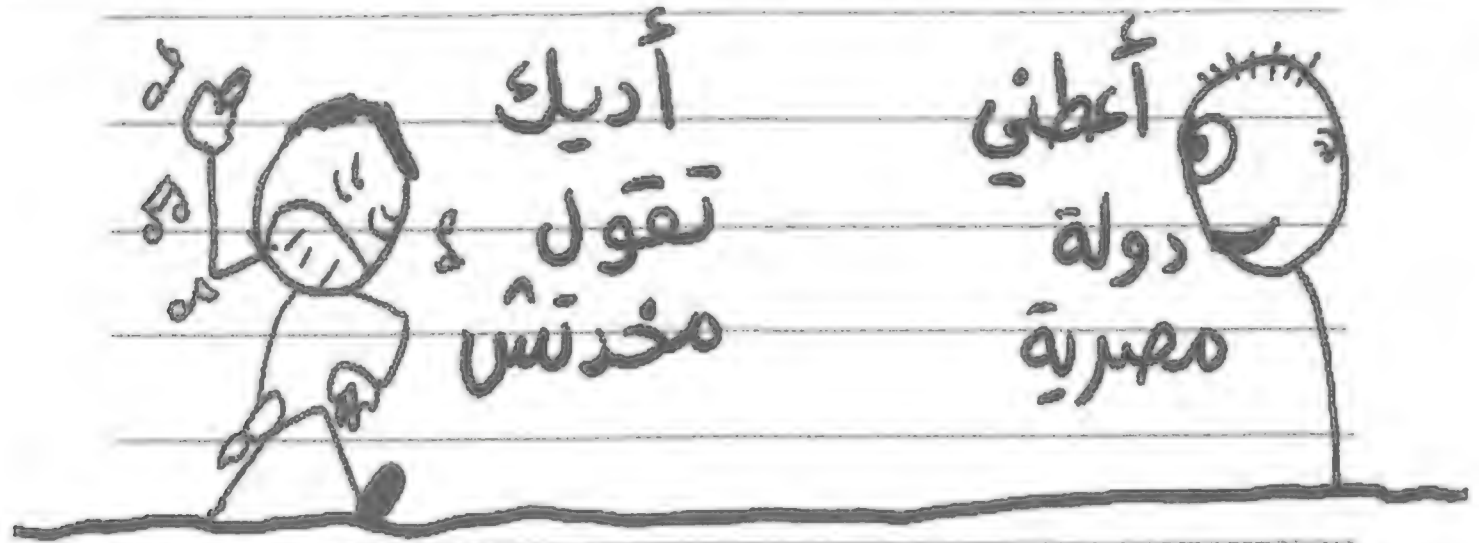 أعطني
دولة
مصرية
أديك
تقول
مخدتش